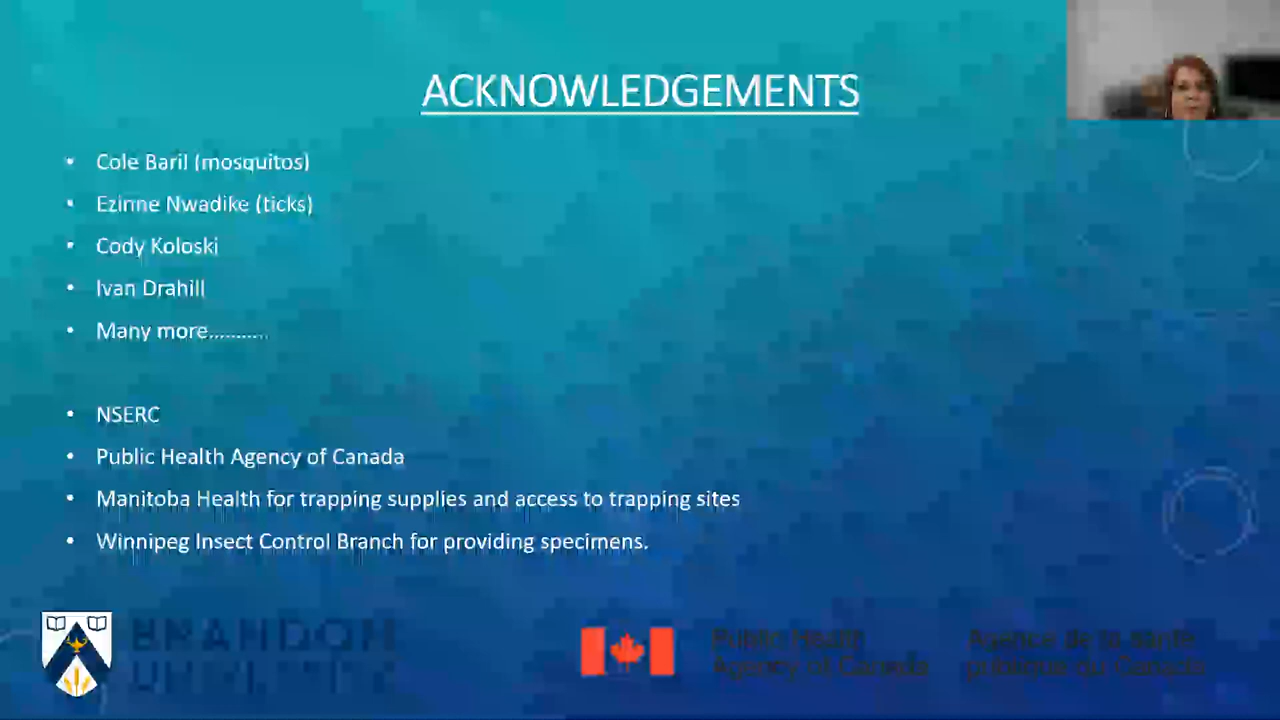 ACKNOWLEDGEMENTS
• Cole Baril (mosquitos)
• Ezinne Nwadike (ticks)
• Cody Koloski
• Ivan Drahill
• Many more..........
• NSERC
• Public Health Agency of Canada
• Manitoba Health for trapping supplies and access to trapping sites
• Winnipeg Insect Control Branch for providing specimens.
BRANDON
UNIVERSITY
Public Health
Agency of Canada
Agence de la santé
publique du Canada